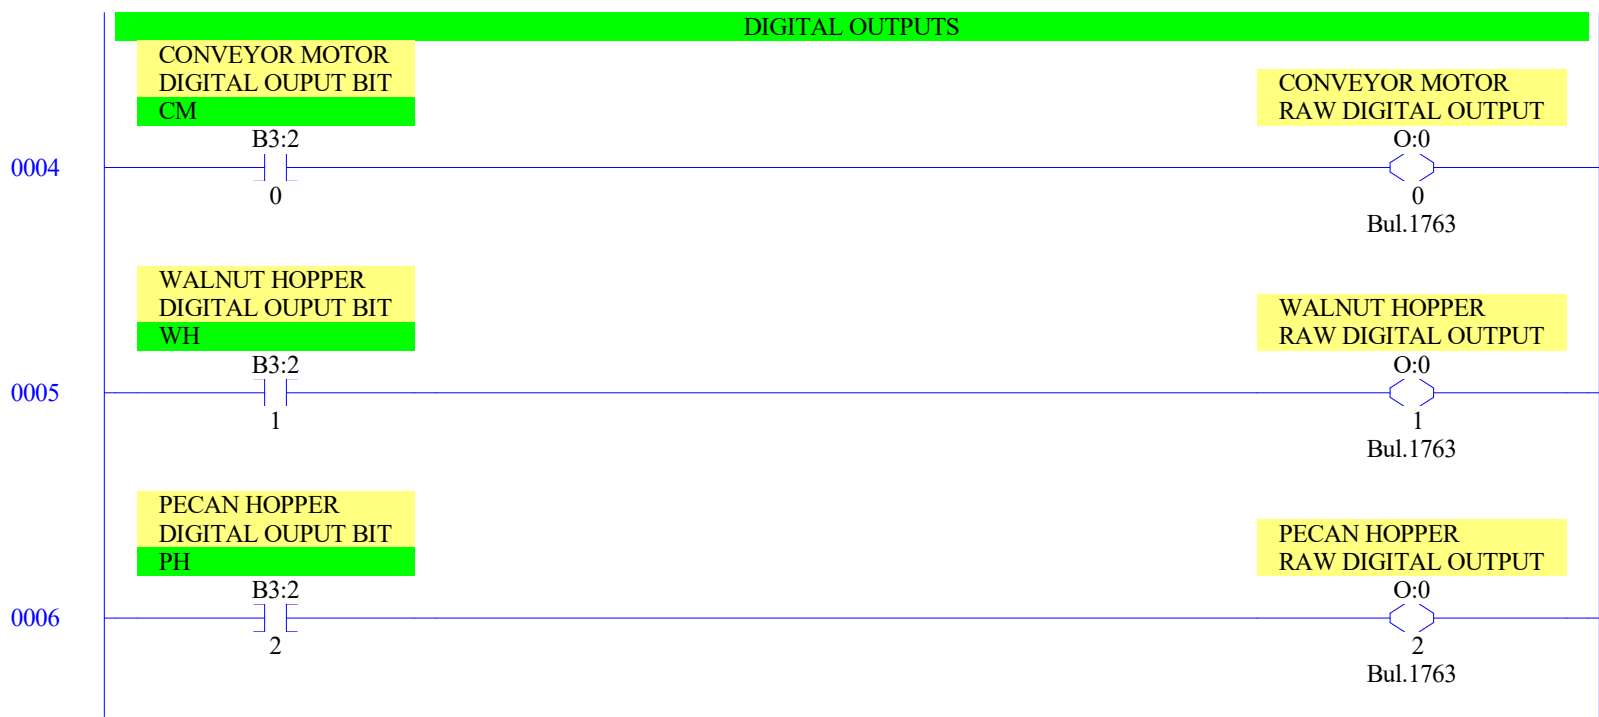 DIGITAL OUTPUTS
CONVEYOR MOTOR
DIGITAL OUPUT BIT
CM
B3:2
0
CONVEYOR MOTOR
RAW DIGITAL OUTPUT
O:0
0
Bul.1763
0004
WALNUT HOPPER
DIGITAL OUPUT BIT
WH
B3:2
1
WALNUT HOPPER
RAW DIGITAL OUTPUT
O:0
1
Bul.1763
0005
PECAN HOPPER
DIGITAL OUPUT BIT
PH
B3:2
2
PECAN HOPPER
RAW DIGITAL OUTPUT
O:0
2
Bul.1763
0006